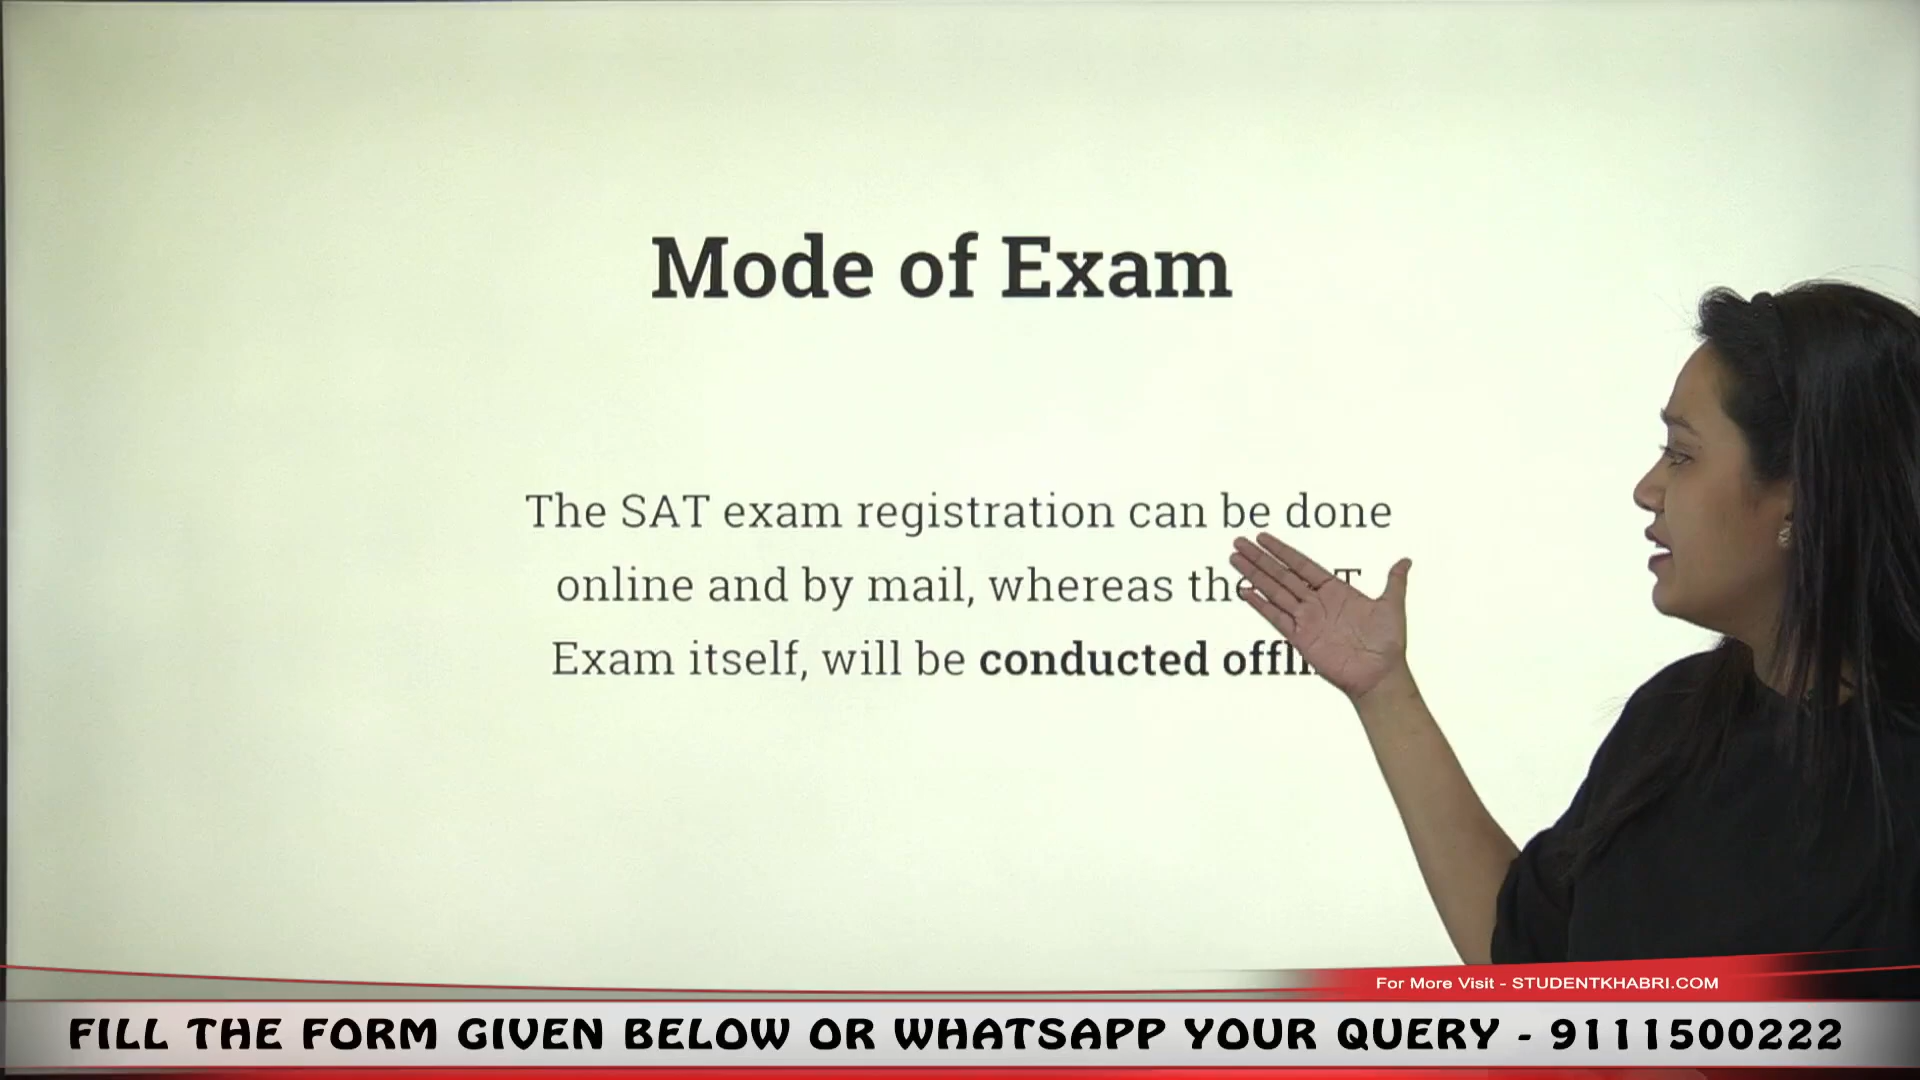 Mode of Exam
The SAT exam registration can be done
online and by mail, whereas the
Exam itself, will be conducted
For More Visit - STUDENTKHABRI.COM
FILL THE FORM GIVEN BELOW OR WHATSAPP YOUR QUERY - 9111500222